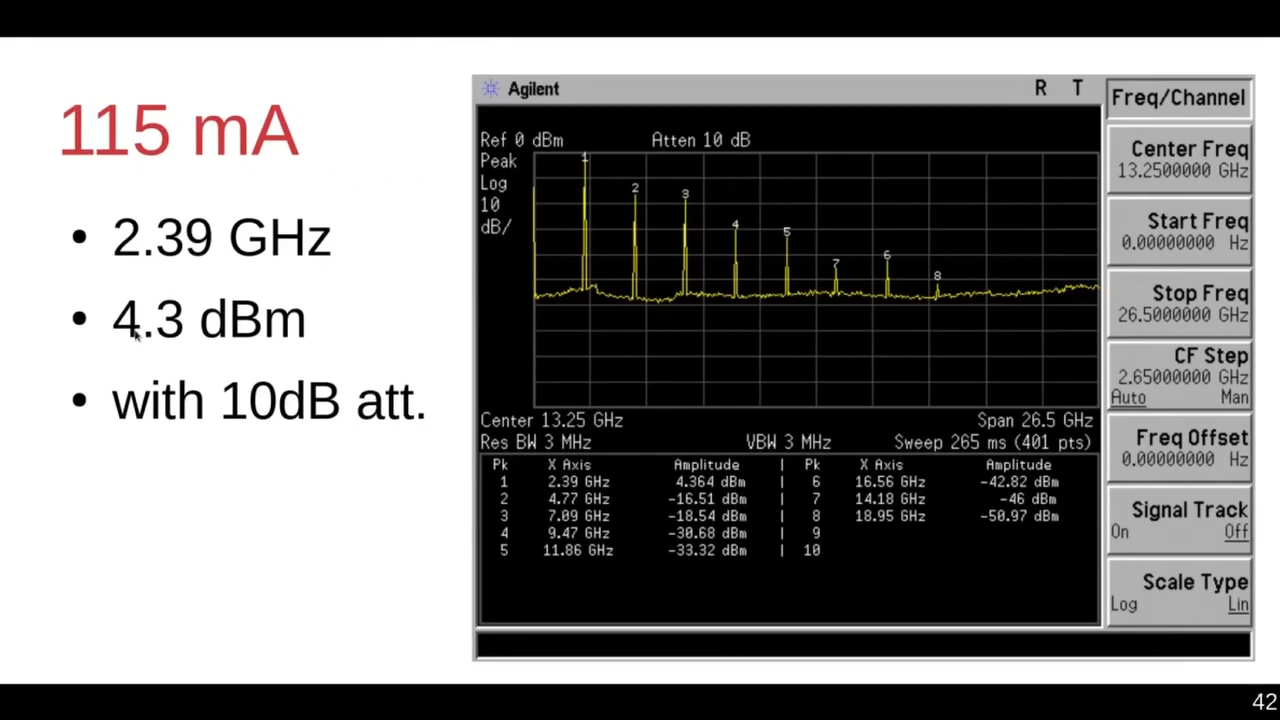 115 mA
• 2.39 GHz
• 4.3 dBm
• with 10dB att.
Agilent R T
Ref 0 dBm Atten 10 dB
Peak
Log
10
dB/
1
2
3
4
5
7
6
8
Center 13.25 GHz Span 26.5 GHz
Res BW 3 MHz VBW 3 MHz Sweep 265 ms (401 pts)
Pk X Axis Amplitude | Pk X Axis Amplitude
1 2.39 GHz 4.364 dBm | 6 16.56 GHz -42.82 dBm
2 4.77 GHz -16.51 dBm | 7 14.18 GHz -46 dBm
3 7.09 GHz -18.54 dBm | 8 18.95 GHz -50.97 dBm
4 9.47 GHz -30.68 dBm | 9
5 11.86 GHz -33.32 dBm | 10
Freq/Channel
Center Freq
13.2500000 GHz
Start Freq
0.00000000 Hz
Stop Freq
26.5000000 GHz
CF Step
2.65000000 GHz
Auto Man
Freq Offset
0.00000000 Hz
Signal Track
On Off
Scale Type
Log Lin
42